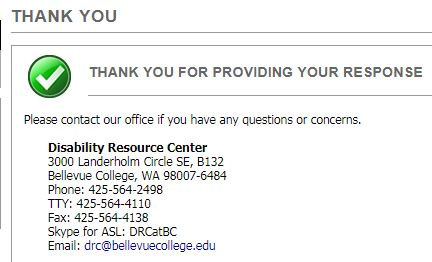 THANK YOU
THANK YOU FOR PROVIDING YOUR RESPONSE
Please contact our office if you have any questions or concerns.
Disability Resource Center
3000 Landerholm Circle SE, B132
Bellevue College, WA 98007-6484
Phone: 425-564-2498
TTY: 425-564-4110
Fax: 425-564-4138
Skype for ASL: DRCatBC
Email: drc@bellevuecollege.edu